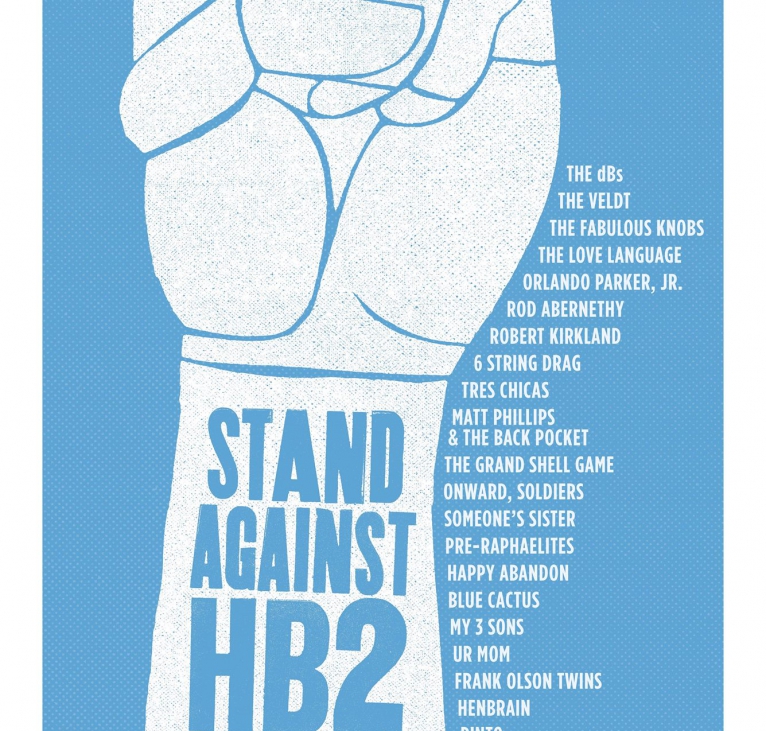 THE dBs
THE VELDT
THE FABULOUS KNOBS
THE LOVE LANGUAGE
ORLANDO PARKER, JR.
ROD ABERNETHY
ROBERT KIRKLAND
6 STRING DRAG
TRES CHICAS
MATT PHILLIPS
& THE BACK POCKET
THE GRAND SHELL GAME
ONWARD, SOLDIERS
SOMEONE'S SISTER
PRE-RAPHAELITES
HAPPY ABANDON
BLUE CACTUS
MY 3 SONS
UR MOM
FRANK OLSON TWINS
HENBRAIN
STAND
AGAINST
HB2